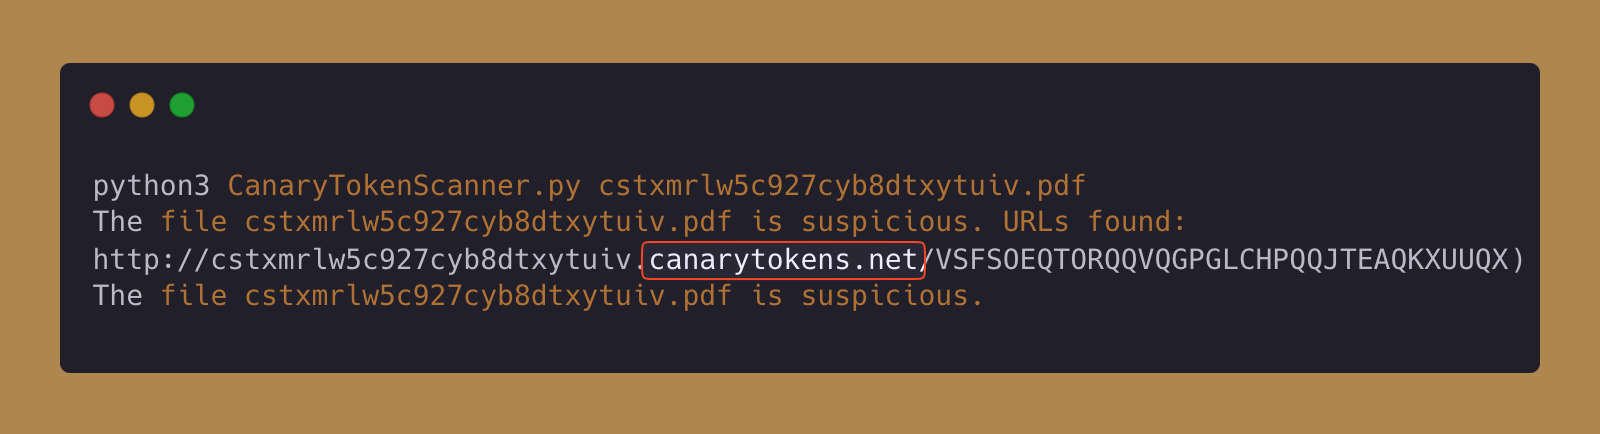 python3 CanaryTokenScanner.py cstxmrlw5c927cyb8dtxytuiv.pdf
The file cstxmrlw5c927cyb8dtxytuiv.pdf is suspicious. URLs found:
http://cstxmrlw5c927cyb8dtxytuiv.canarytokens.net/VSFSOEQTORQQVQGPGLCHPQQJTEAQKXUUQX)
The file cstxmrlw5c927cyb8dtxytuiv.pdf is suspicious.